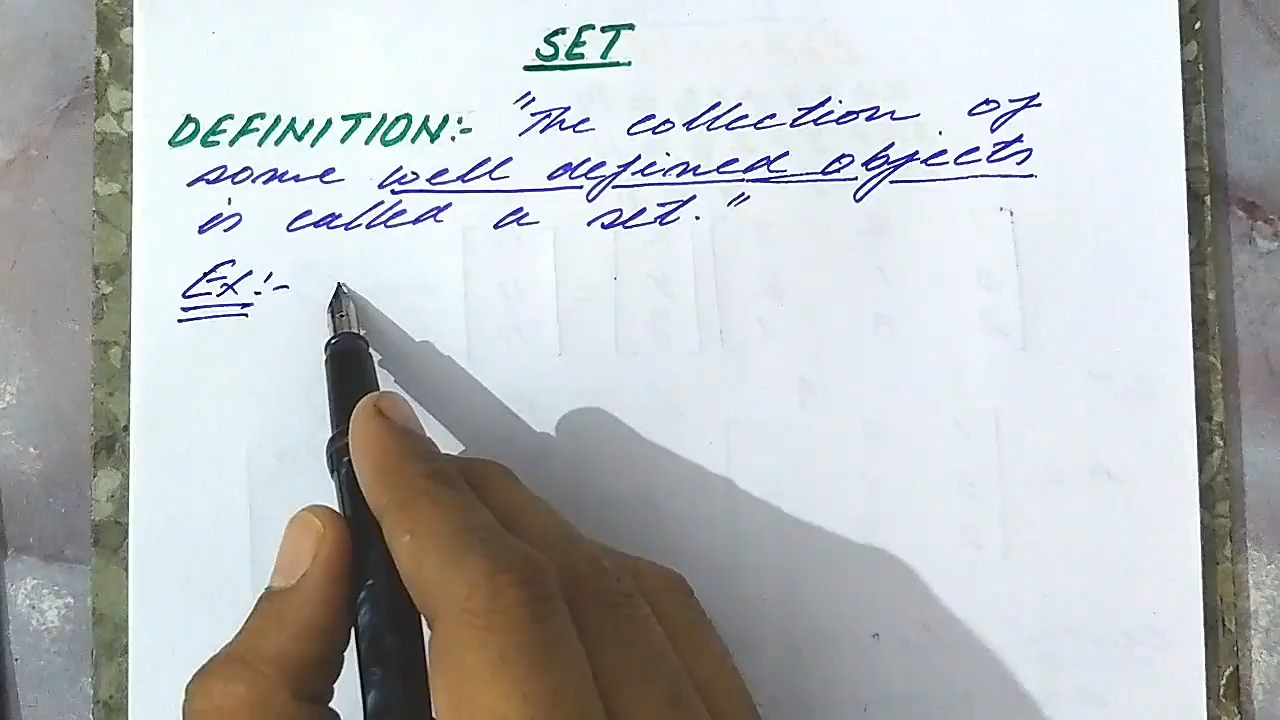 SET
DEFINITION:- "The collection of
some well defined objects
is called a set."
Ex:-